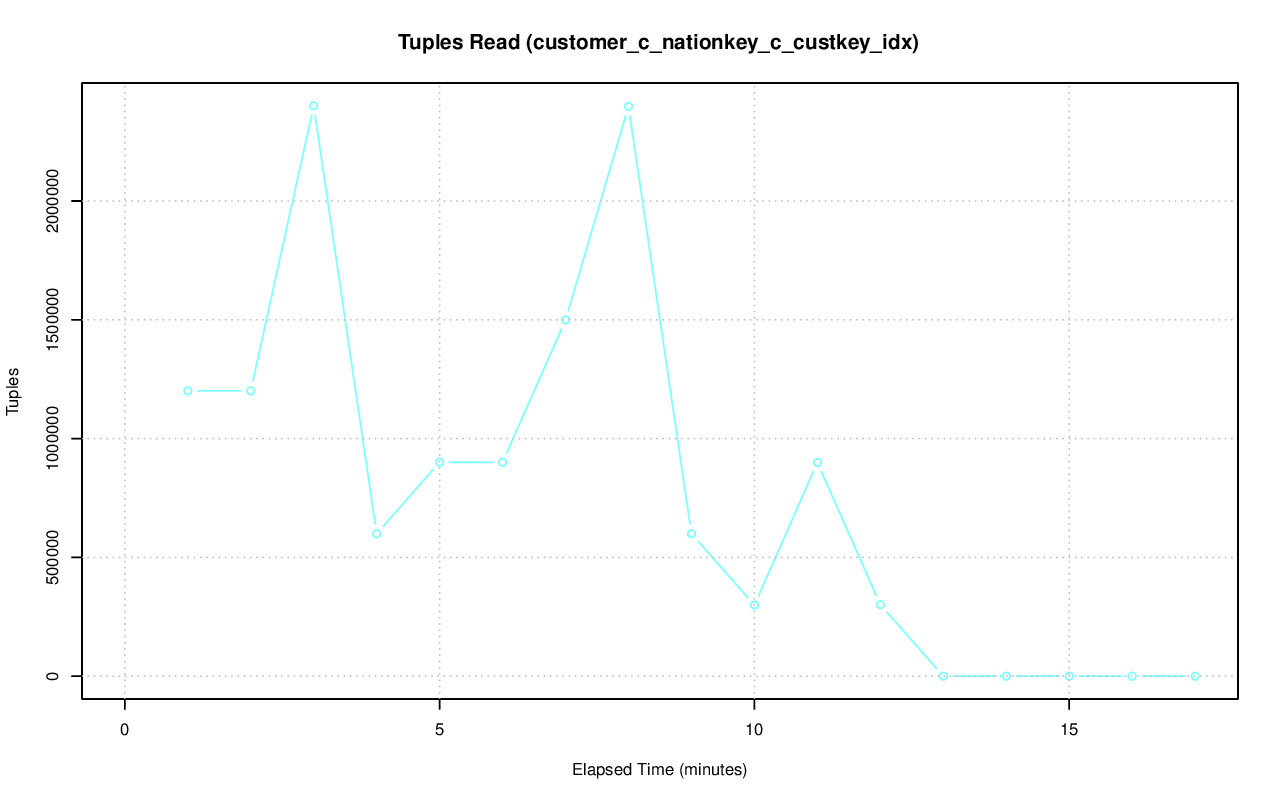 Tuples Read (customer_c_nationkey_c_custkey_idx)
Tuples
2000000
1500000
1000000
500000
0
0 5 10 15
Elapsed Time (minutes)